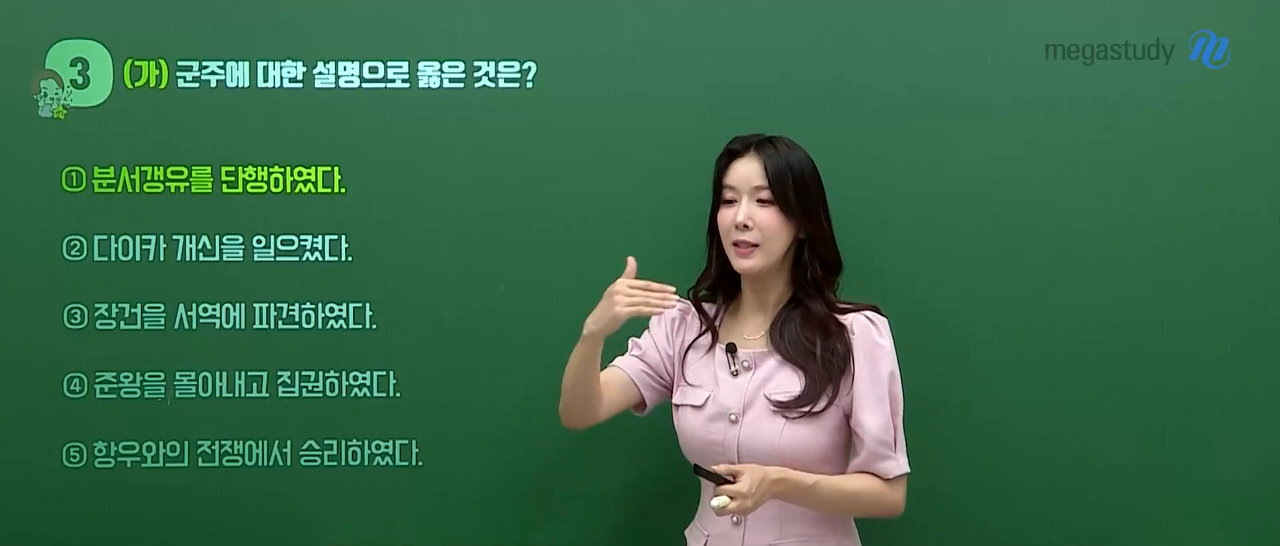 megastudy
3 (가) 군주에 대한 설명으로 옳은 것은?
① 분서갱유를 단행하였다.
② 다이카 개신을 일으켰다.
③ 장건을 서역에 파견하였다.
④ 준왕을 몰아내고 집권하였다.
⑤ 항우와의 전쟁에서 승리하였다.